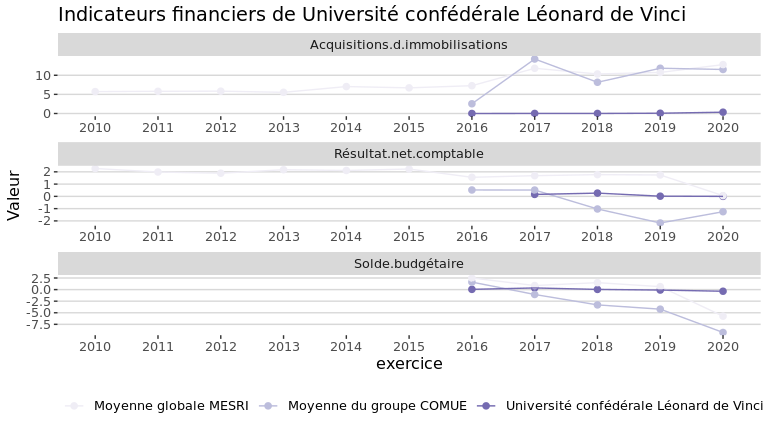 Indicateurs financiers de Université confédérale Léonard de Vinci
Acquisitions.d.immobilisations
10
5
0
2010 2011 2012 2013 2014 2015 2016 2017 2018 2019 2020
Résultat.net.comptable
2
1
0
-1
-2
2010 2011 2012 2013 2014 2015 2016 2017 2018 2019 2020
Valeur
Solde.budgétaire
2.5
0.0
-2.5
-5.0
-7.5
2010 2011 2012 2013 2014 2015 2016 2017 2018 2019 2020
exercice
Moyenne globale MESRI Moyenne du groupe COMUE Université confédérale Léonard de Vinci